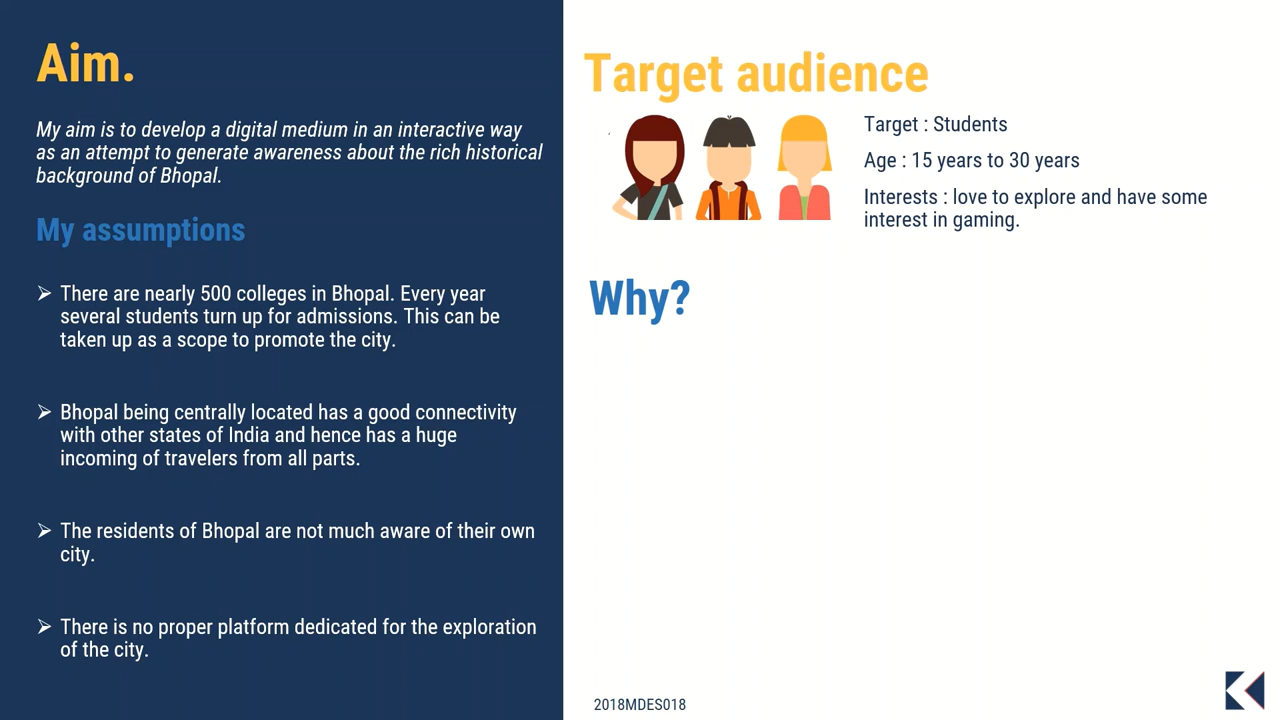 Aim.
My aim is to develop a digital medium in an interactive way
as an attempt to generate awareness about the rich historical
background of Bhopal.
My assumptions
➢ There are nearly 500 colleges in Bhopal. Every year
several students turn up for admissions. This can be
taken up as a scope to promote the city.
➢ Bhopal being centrally located has a good connectivity
with other states of India and hence has a huge
incoming of travelers from all parts.
➢ The residents of Bhopal are not much aware of their own
city.
➢ There is no proper platform dedicated for the exploration
of the city.
Target audience
Target : Students
Age : 15 years to 30 years
Interests : love to explore and have some
interest in gaming.
Why?
2018MDES018